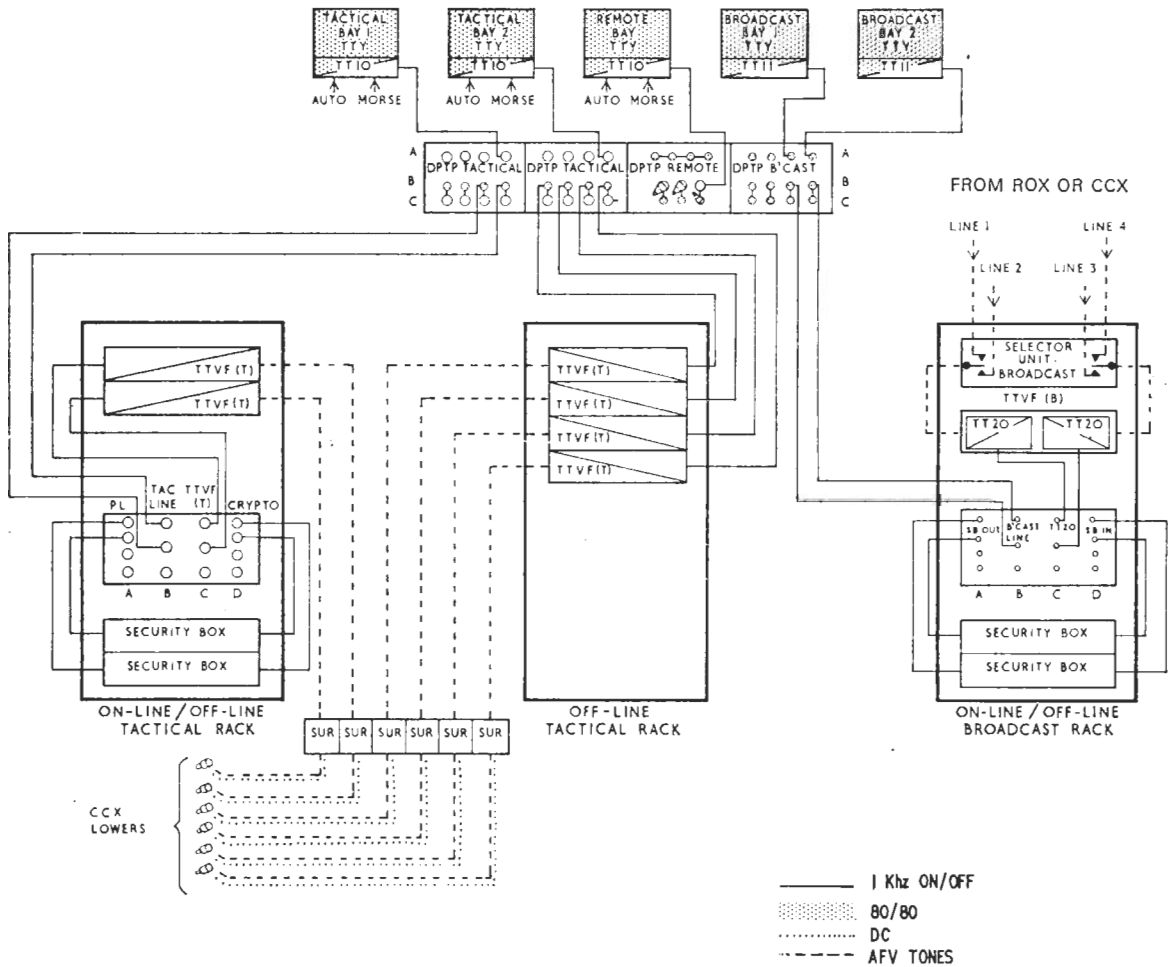 TACTICAL
BAY 1
TTY
TT10
AUTO MORSE
TACTICAL
BAY 2
TTY
TT10
AUTO MORSE
REMOTE
BAY
TTY
TT10
AUTO MORSE
BROADCAST
BAY 1
TTY
TT11
BROADCAST
BAY 2
TTY
TT11
A
B
C
DPTP TACTICAL
DPTP TACTICAL
DPTP REMOTE
DPTP B'CAST
A
B
C
FROM ROX OR CCX
LINE 1
LINE 4
LINE 2
LINE 3
TTVF (T)
TTVF (T)
PL
TAC LINE
TTVF (T)
CRYPTO
A B C D
SECURITY BOX
SECURITY BOX
ON-LINE / OFF-LINE
TACTICAL RACK
TTVF (T)
TTVF (T)
TTVF (T)
TTVF (T)
OFF-LINE
TACTICAL RACK
SELECTOR
UNIT.
BROADCAST
TTVF (B)
TT20
TT20
SB OUT
B'CAST LINE
TT20
SB IN
A B C D
SECURITY BOX
SECURITY BOX
ON-LINE / OFF-LINE
BROADCAST RACK
SUR SUR SUR SUR SUR SUR
CCX
LOWERS
1 Khz ON/OFF
80/80
DC
AFV TONES